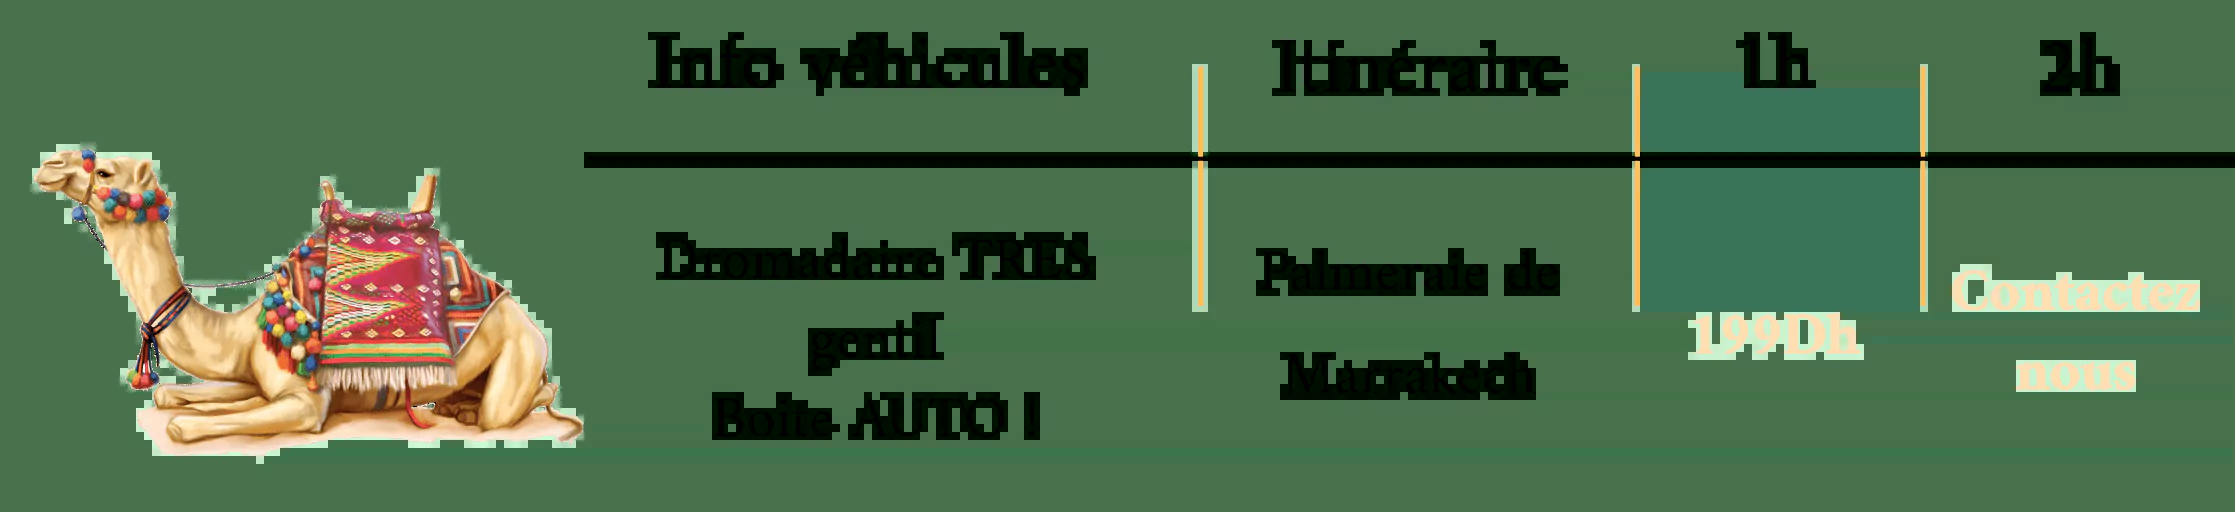 Info véhicules
Itinéraire
1h
2h
Dromadaire TRES
gentil
Boite AUTO !
Palmeraie de
Marrakech
199Dh
Contactez
nous